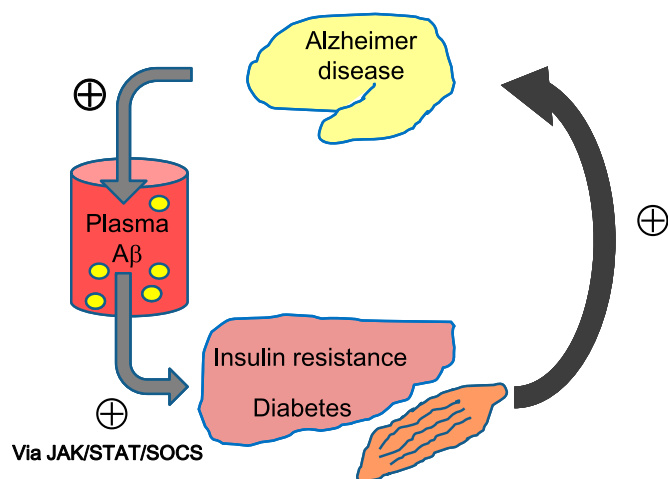 Alzheimer
disease
⊕
Plasma
Aβ
⊕
Insulin resistance
Diabetes
⊕
Via JAK/STAT/SOCS